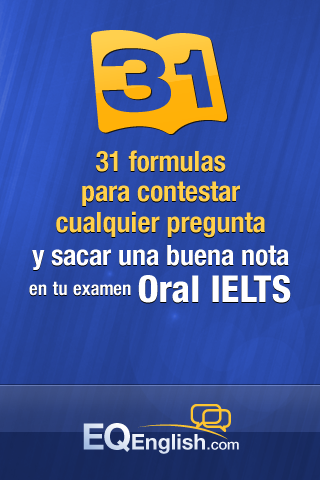 31
31 formulas
para contestar
cualquier pregunta
y sacar una buena nota
en tu examen Oral IELTS
EQEnglish.com